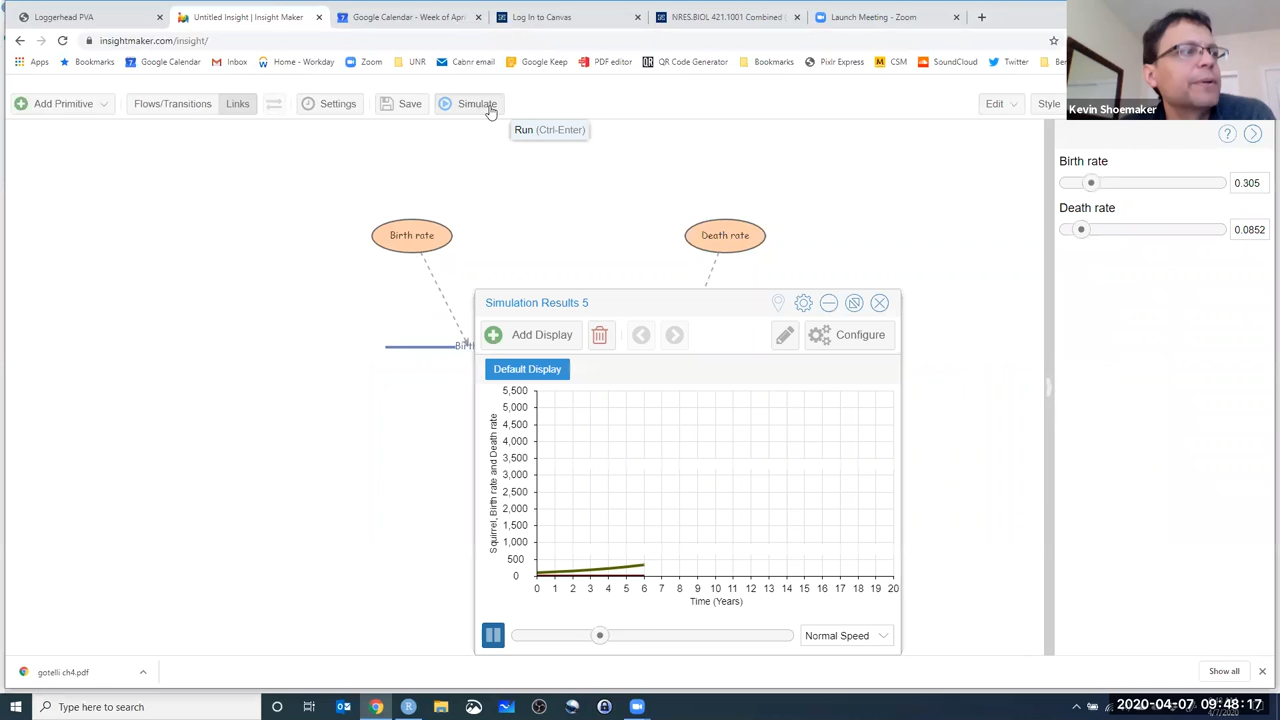 Loggerhead PVA
Untitled Insight | Insight Maker
Google Calendar - Week of Apri
Log In to Canvas
NRES.BIOL 421.1001 Combined
Launch Meeting - Zoom
insightmaker.com/insight/
Apps
Bookmarks
Google Calendar
Inbox
Home - Workday
Zoom
UNR
Cabnr email
Google Keep
PDF editor
QR Code Generator
Bookmarks
Pixlr Express
CSM
SoundCloud
Twitter
Ber
Kevin Shoemaker
Add Primitive
Flows/Transitions
Links
Settings
Save
Simulate
Edit
Style
Run (Ctrl-Enter)
Birth rate
0.305
Death rate
0.0852
Birth rate
Death rate
Birt
Simulation Results 5
Add Display
Configure
Default Display
5,500
5,000
4,500
4,000
3,500
3,000
2,500
2,000
1,500
1,000
500
0
Squirrel, Birth rate and Death rate
0 1 2 3 4 5 6 7 8 9 10 11 12 13 14 15 16 17 18 19 20
Time (Years)
Normal Speed
gotelli ch4.pdf
Show all
Type here to search
2020-04-07 09:48:17